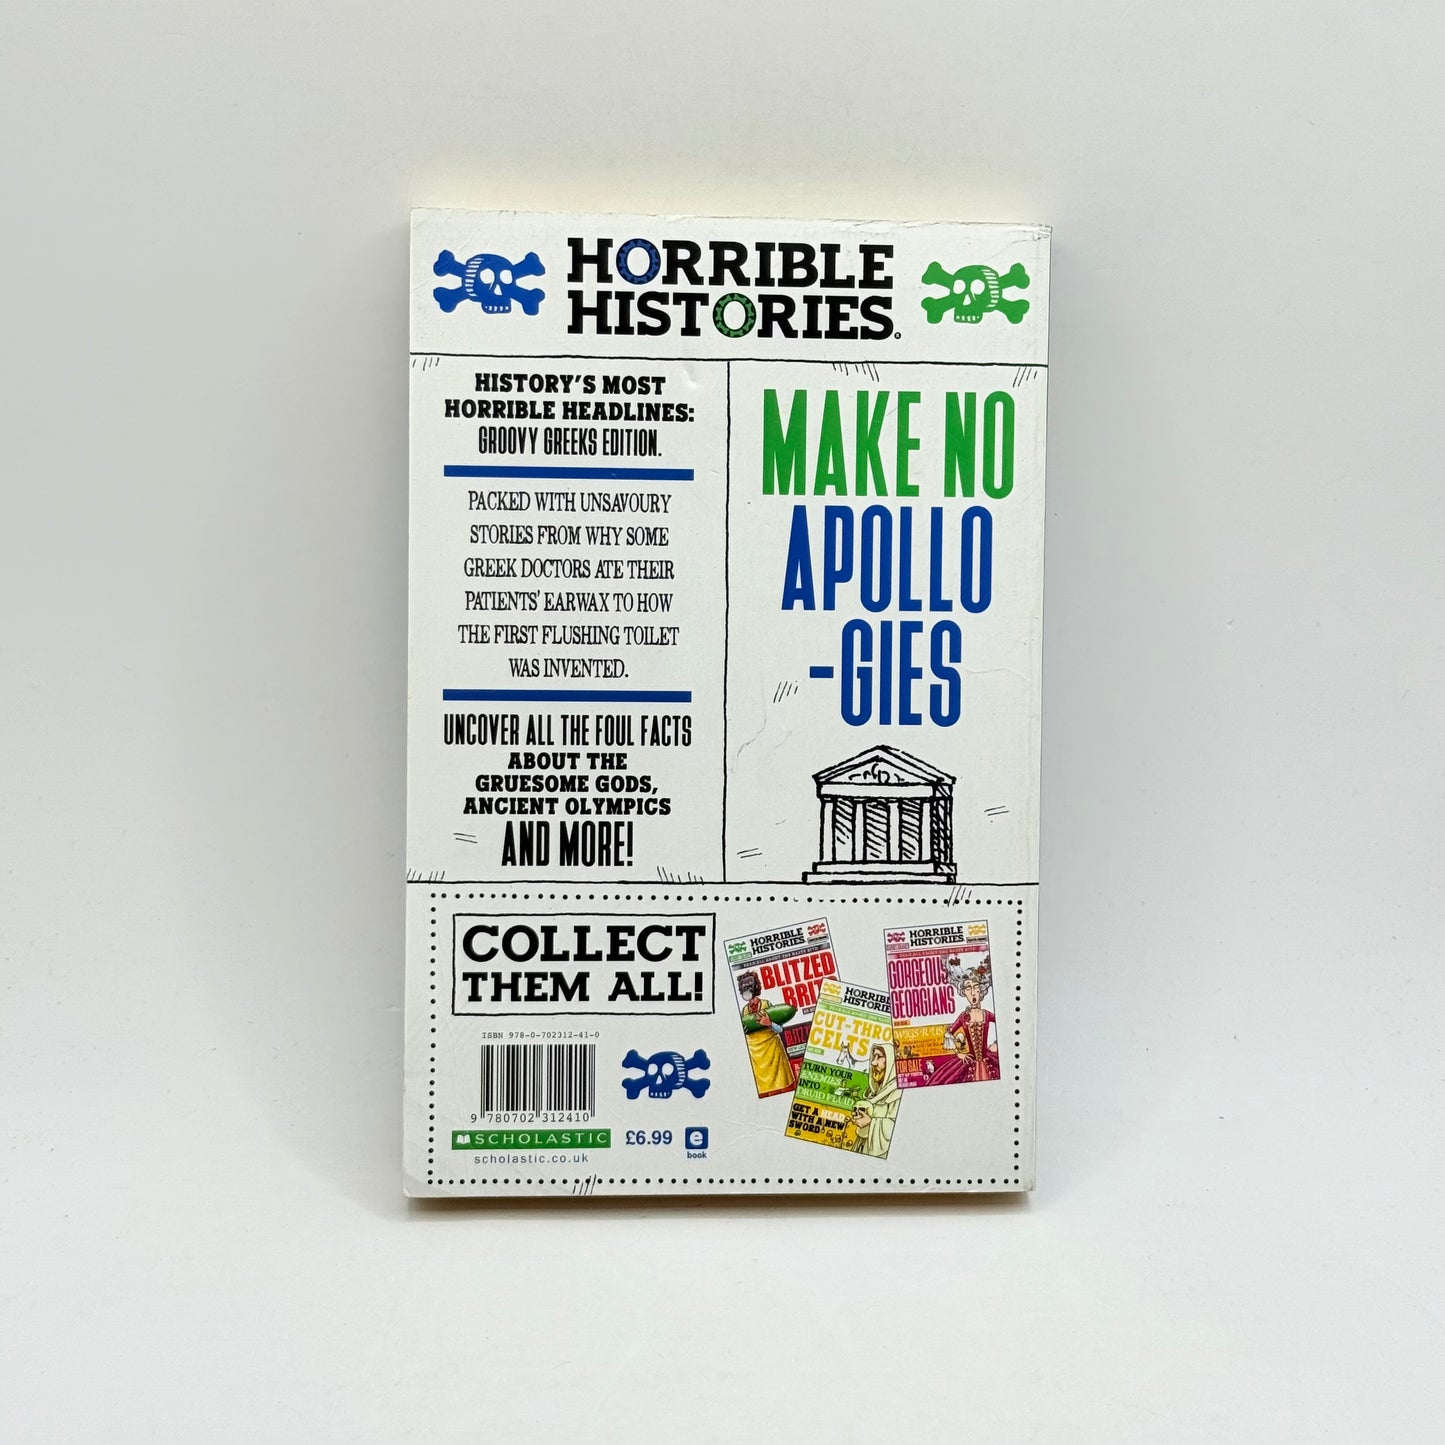 HORRIBLE
HISTORIES®
HISTORY'S MOST
HORRIBLE HEADLINES:
GROOVY GREEKS EDITION.
PACKED WITH UNSAVOURY
STORIES FROM WHY SOME
GREEK DOCTORS ATE THEIR
PATIENTS' EARWAX TO HOW
THE FIRST FLUSHING TOILET
WAS INVENTED.
UNCOVER ALL THE FOUL FACTS
ABOUT THE
GRUESOME GODS,
ANCIENT OLYMPICS
AND MORE!
MAKE NO
APOLLO
-GIES
COLLECT
THEM ALL!
ISBN 978-0-702312-41-0
9 780702 312410
SCHOLASTIC
scholastic.co.uk
£6.99
e
book
HORRIBLE
HISTORIES
BLITZED
HORRIBLE
HISTORIES
GORGEOUS
GEORGIANS
FOR SALE
CELTS
TURN YOUR
ENEMIES
INTO
DRUID FLUID
GET A HEAD
WITH A NEW
SWORD